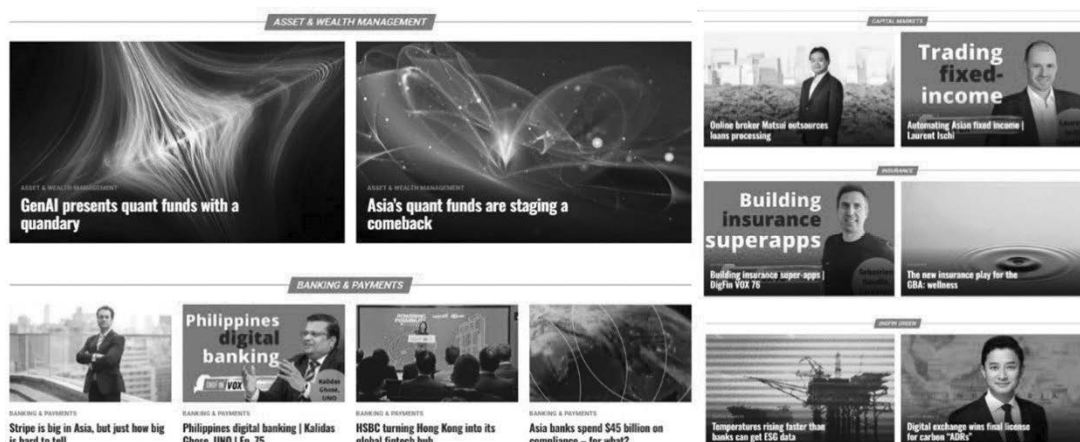 ASSET & WEALTH MANAGEMENT
ASSET & WEALTH MANAGEMENT
GenAI presents quant funds with a
quandary
ASSET & WEALTH MANAGEMENT
Asia's quant funds are staging a
comeback
BANKING & PAYMENTS
BANKING & PAYMENTS
Stripe is big in Asia, but just how big
is hard to tell
Philippines
digital
banking
VOX
Kalidas
Ghose,
UNO
BANKING & PAYMENTS
Philippines digital banking | Kalidas
Ghose, UNO | Ep. 75
BANKING & PAYMENTS
HSBC turning Hong Kong into its
global fintech hub
BANKING & PAYMENTS
Asia banks spend $45 billion on
compliance – for what?
CAPITAL MARKETS
Online broker Matsui outsources
loans processing
Trading
fixed-
income
Automating Asian fixed income |
Laurent Ischi
INSURANCE
Building
insurance
superapps
Building insurance super-apps |
DigFin VOX 76
The new insurance play for the
GBA: wellness
DIGFIN GREEN
Temperatures rising faster than
banks can get ESG data
Digital exchange wins final license
for carbon "ADRs"